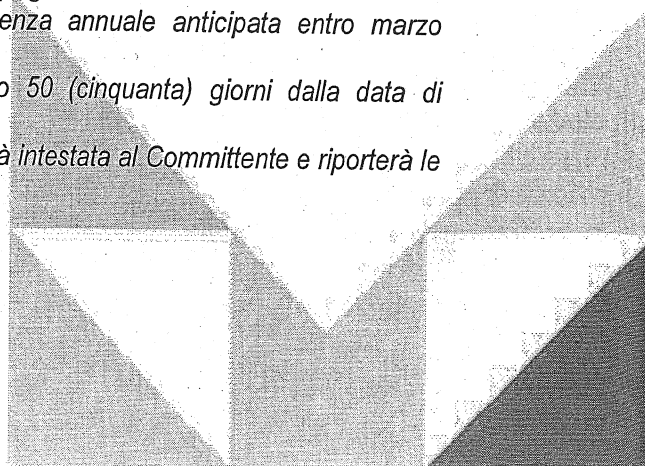 enza annuale anticipata entro marzo
o 50 (cinquanta) giorni dalla data di
à intestata al Committente e riporterà le